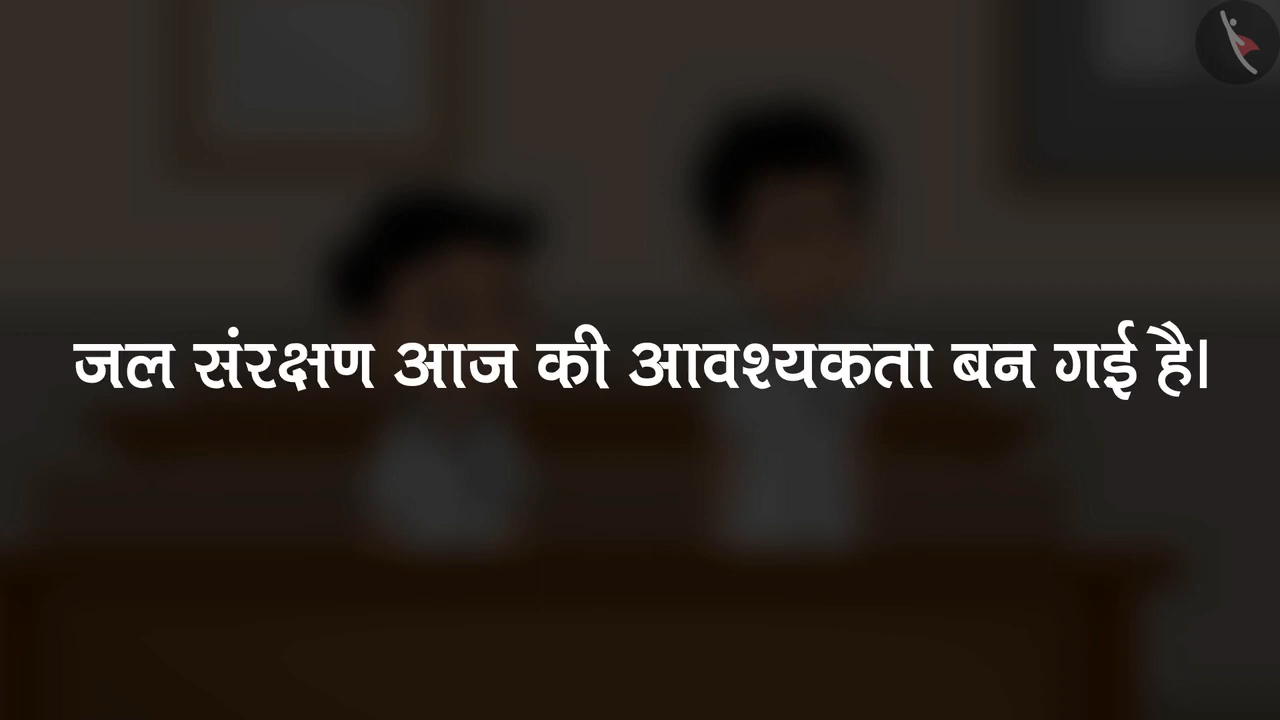 जल संरक्षण आज की आवश्यकता बन गई है।